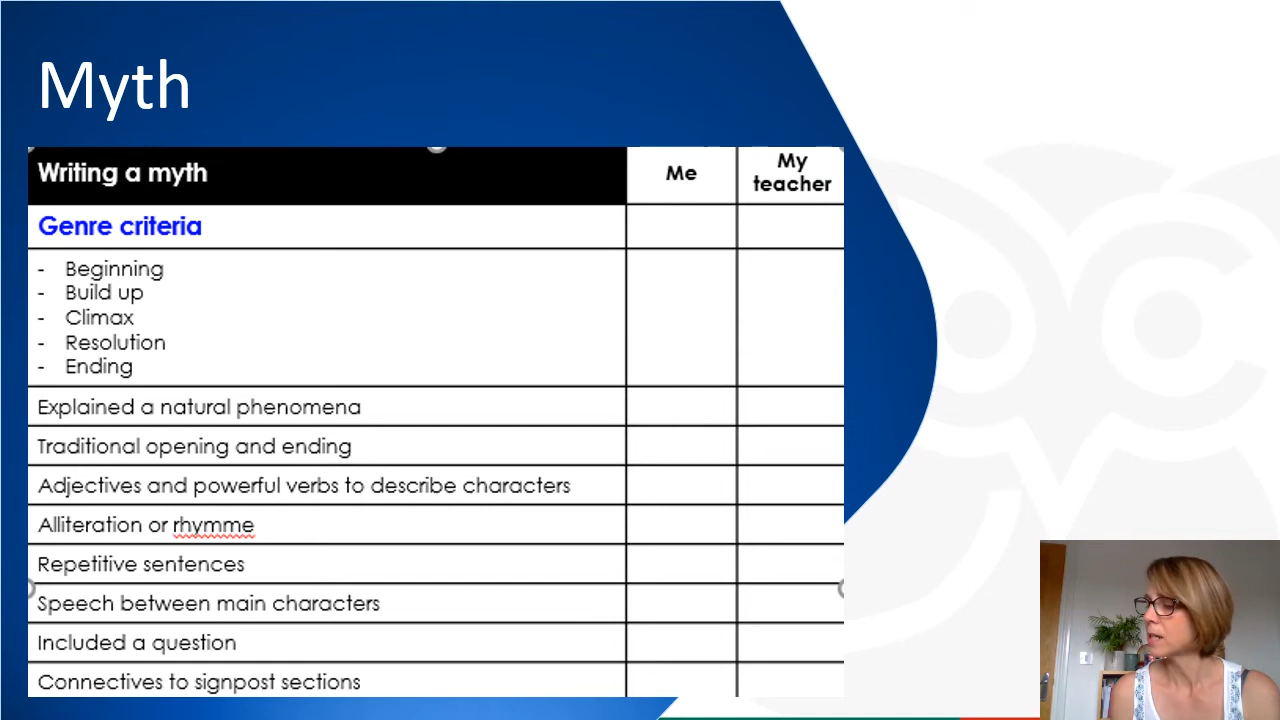 Myth
Writing a myth
Me
My
teacher
Genre criteria
- Beginning
- Build up
- Climax
- Resolution
- Ending
Explained a natural phenomena
Traditional opening and ending
Adjectives and powerful verbs to describe characters
Alliteration or rhymme
Repetitive sentences
Speech between main characters
Included a question
Connectives to signpost sections